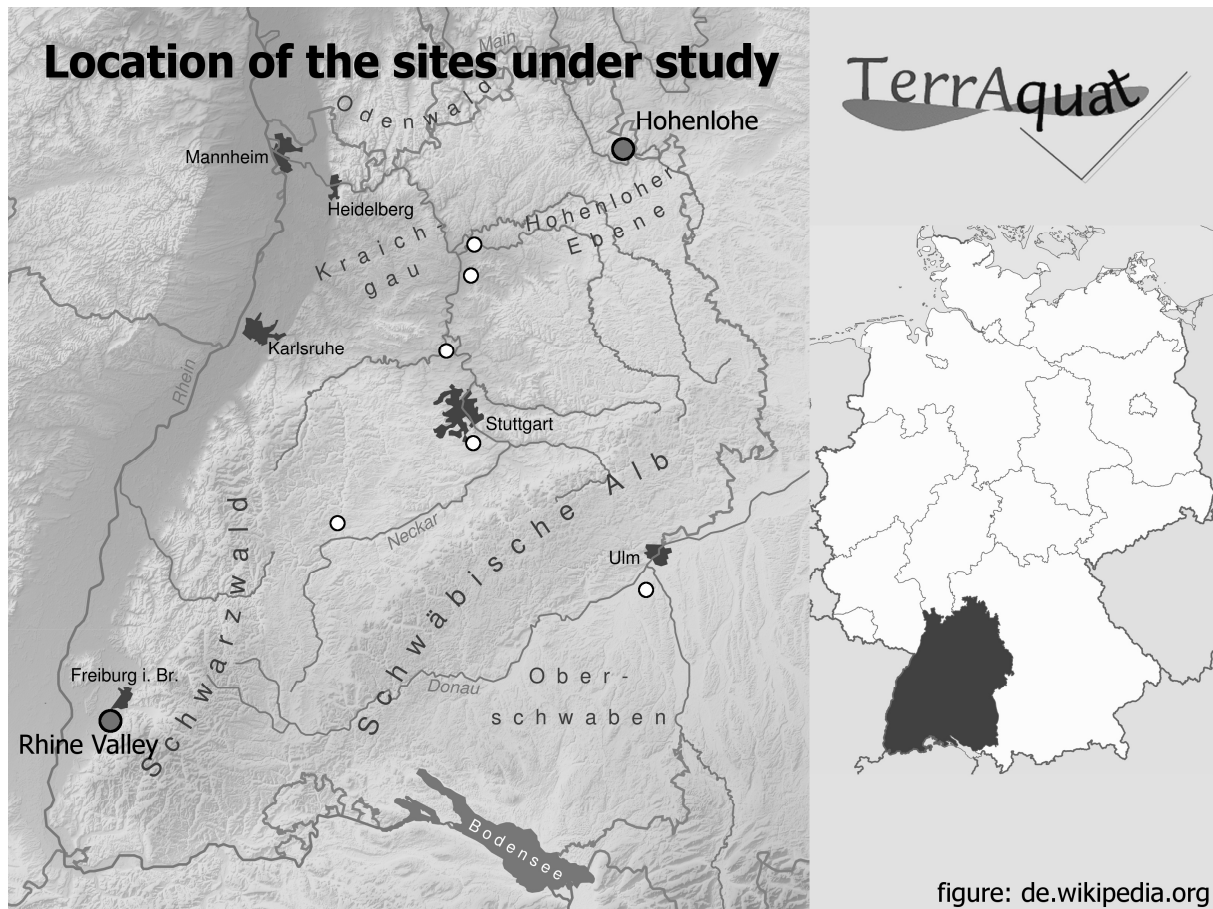 Location of the sites under study
TerrAquat
Main
Odenwald
Hohenlohe
Mannheim
Heidelberg
Hohenloher
Ebene
Kraich
gau
Karlsruhe
Rhein
Stuttgart
Schwäbische Alb
Neckar
Schwarzwald
Ulm
Freiburg i. Br.
Rhine Valley
Donau
Ober-
schwaben
Bodensee
figure: de.wikipedia.org